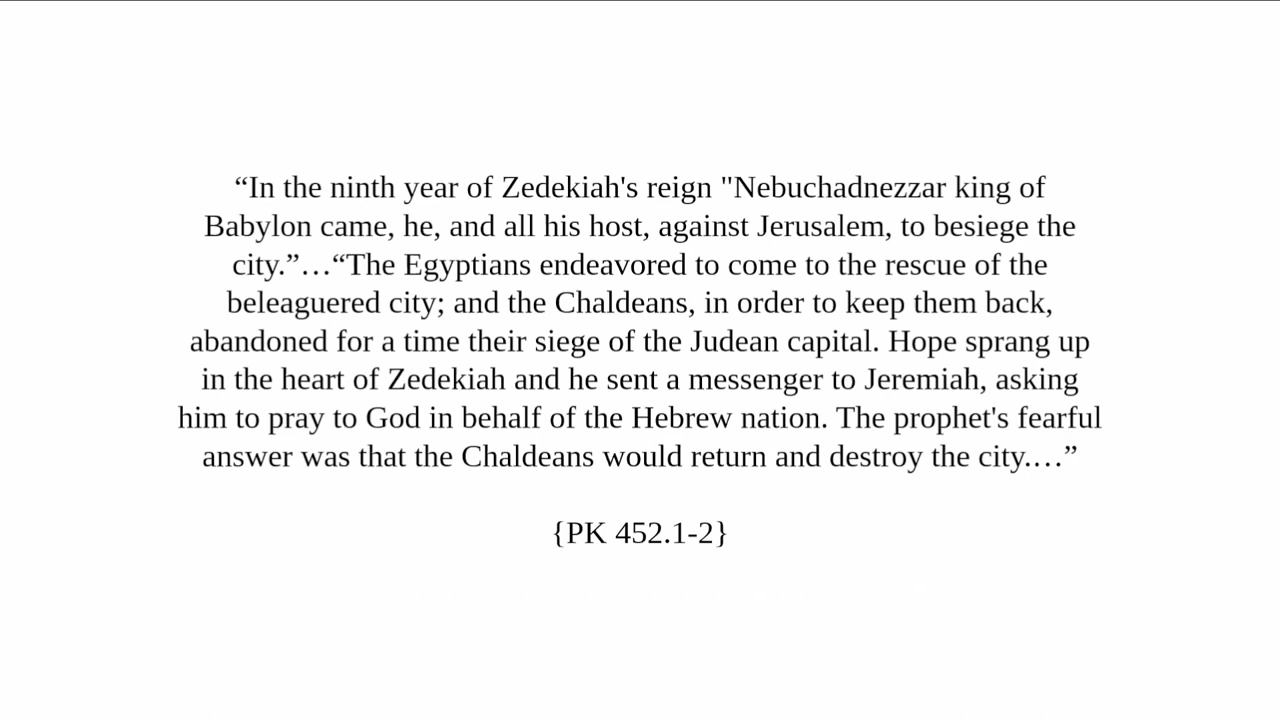 “In the ninth year of Zedekiah's reign "Nebuchadnezzar king of
Babylon came, he, and all his host, against Jerusalem, to besiege the
city.”…“The Egyptians endeavored to come to the rescue of the
beleaguered city; and the Chaldeans, in order to keep them back,
abandoned for a time their siege of the Judean capital. Hope sprang up
in the heart of Zedekiah and he sent a messenger to Jeremiah, asking
him to pray to God in behalf of the Hebrew nation. The prophet's fearful
answer was that the Chaldeans would return and destroy the city.…”
{PK 452.1-2}